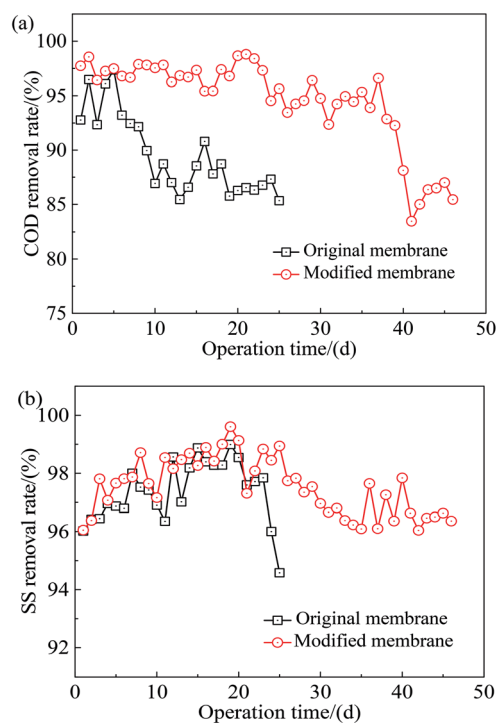 (a)
100
95
90
85
80
75
COD removal rate/(%)
Original membrane
Modified membrane
0 10 20 30 40 50
Operation time/(d)
(b)
100
98
96
94
92
SS removal rate/(%)
Original membrane
Modified membrane
0 10 20 30 40 50
Operation time/(d)